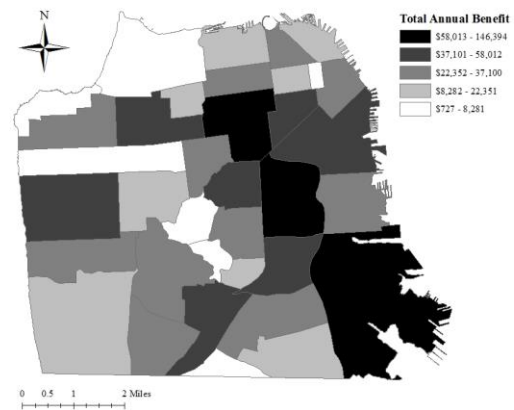 Total Annual Benefit
$58,013 - 146,394
$37,101 - 58,012
$22,352 - 37,100
$8,282 - 22,351
$727 - 8,281
0 0.5 1 2 Miles